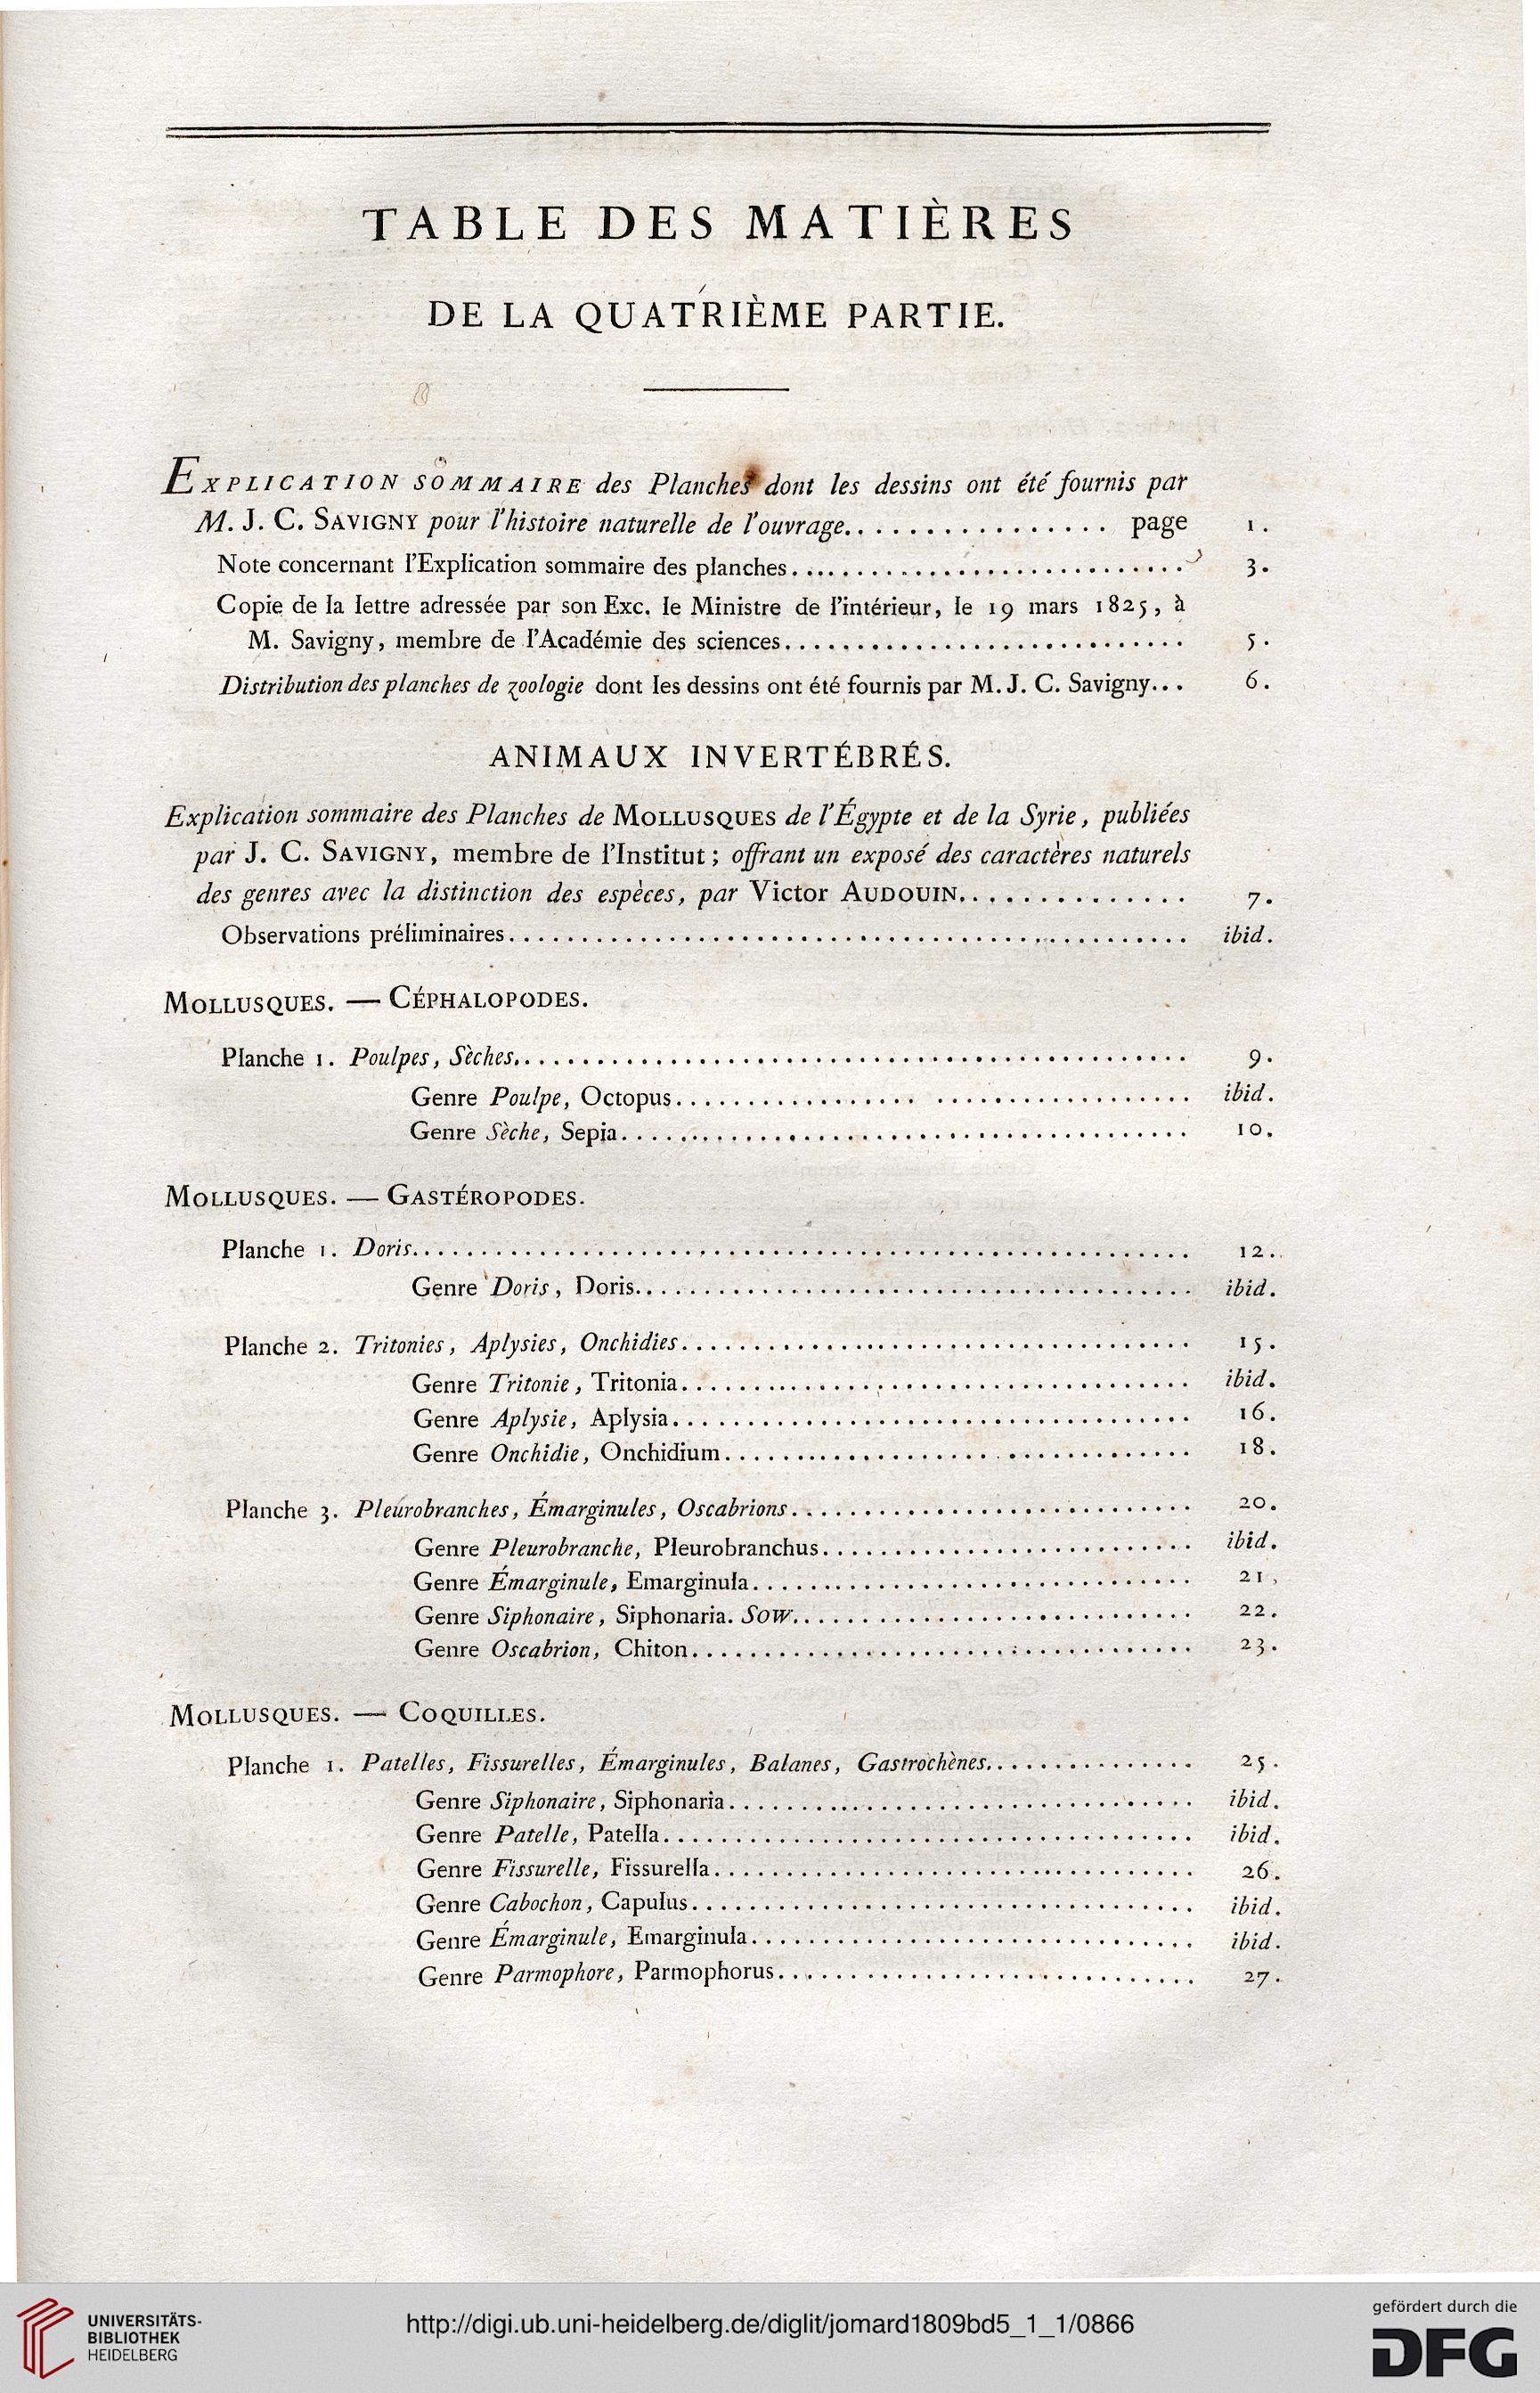 TABLE DES MATIÈRES
DE LA QUATRIÈME PARTIE.
EXPLICATION SOMMAIRE des Planches dont les dessins ont été fournis par
M. J. C. SAVIGNY pour l'histoire naturelle de l'ouvrage................ page 1.
Note concernant l'Explication sommaire des planches............................ 3.
Copie de la lettre adressée par son Exc. le Ministre de l'intérieur, le 19 mars 1825, à
M. Savigny, membre de l'Académie des sciences............................ 5.
Distribution des planches de zoologie dont les dessins ont été fournis par M. J. C. Savigny... 6.
ANIMAUX INVERTÉBRÉS.
Explication sommaire des Planches de MOLLUSQUES de l'Égypte et de la Syrie, publiées
par J. C. SAVIGNY, membre de l'Institut; offrant un exposé des caractères naturels
des genres avec la distinction des espèces, par Victor AUDOUIN.............. 7.
Observations préliminaires................................................ ibid.
MOLLUSQUES. — CÉPHALOPODES.
Planche 1. Poulpes, Sèches................................................ 9.
Genre Poulpe, Octopus.................................... ibid.
Genre Sèche, Sepia........................................ 10.
MOLLUSQUES. — GASTÉROPODES.
Planche 1. Doris...................................................... 12.
Genre Doris, Doris....................................... ibid.
Planche 2. Tritonies, Aplysies, Onchidies.................................... 15.
Genre Tritonie, Tritonia.................................... ibid.
Genre Aplysie, Aplysia.................................... 16.
Genre Onchidie, Onchidium................................ 18.
Planche 3. Pleurobranches, Émarginules, Oscabrions............................ 20.
Genre Pleurobranche, Pleurobranchus.......................... ibid.
Genre Émarginule, Emarginula............................... 21,
Genre Siphonaire, Siphonaria. SOW............................ 22.
Genre Oscabrion, Chiton................................... 23.
MOLLUSQUES. — COQUILLES.
Planche 1. Patelles, Fissurelles, Émarginules, Balanes, Gastrochènes............... 25.
Genre Siphonaire, Siphonaria................................ ibid.
Genre Patelle, Patella..................................... ibid.
Genre Fissurelle, Fissurella................................. 26.
Genre Cabochon, Capulus................................... ibid.
Genre Émarginule, Emarginula............................... ibid.
Genre Parmophore, Parmophorus............................. 27.
UNIVERSITÄTS-
BIBLIOTHEK
HEIDELBERG
http://digi.ub.uni-heidelberg.de/diglit/jomard1809bd5_1_1/0866
gefördert durch die
DFG